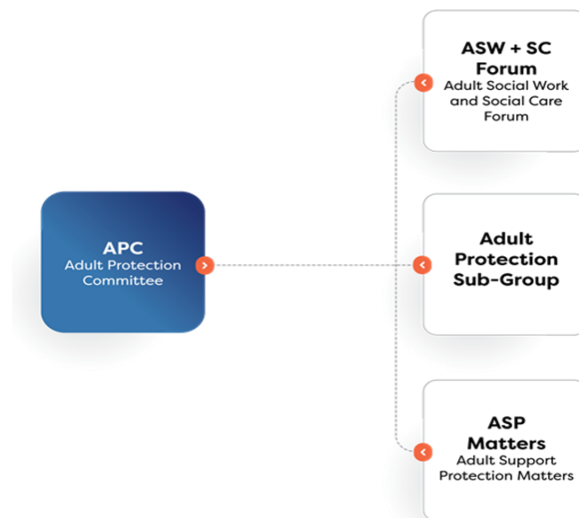 ASW + SC
Forum
Adult Social Work
and Social Care
Forum
APC
Adult Protection
Committee
Adult
Protection
Sub-Group
ASP
Matters
Adult Support
Protection Matters